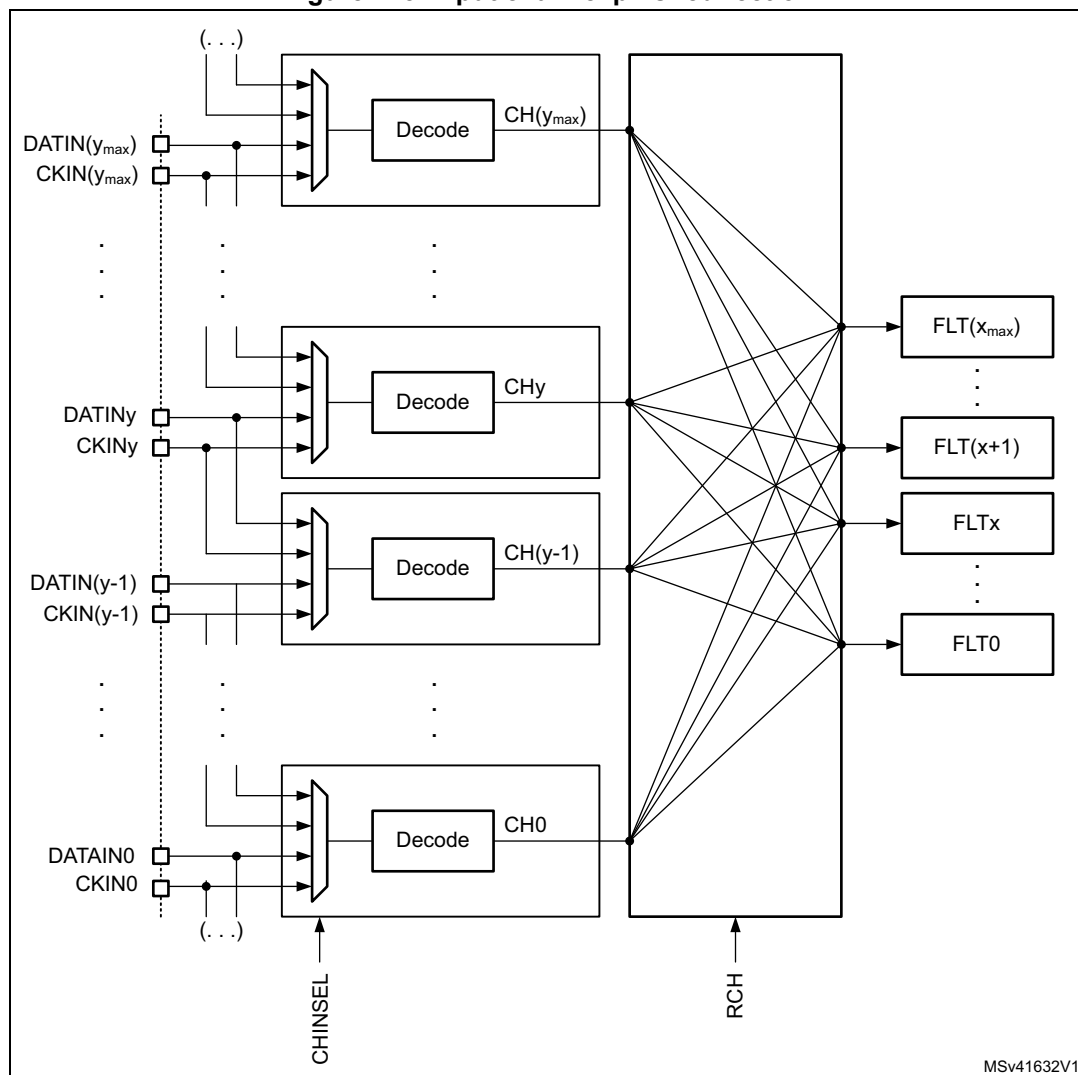 (. . .)
DATIN(ymax)
CKIN(ymax)
Decode
CH(ymax)
.
.
.
.
.
.
.
.
.
DATINy
CKINy
Decode
CHy
DATIN(y-1)
CKIN(y-1)
Decode
CH(y-1)
.
.
.
.
.
.
.
.
.
DATAIN0
CKIN0
Decode
CH0
(. . .)
CHINSEL
RCH
FLT(xmax)
.
.
.
FLT(x+1)
FLTx
.
.
.
FLT0
MSv41632V1